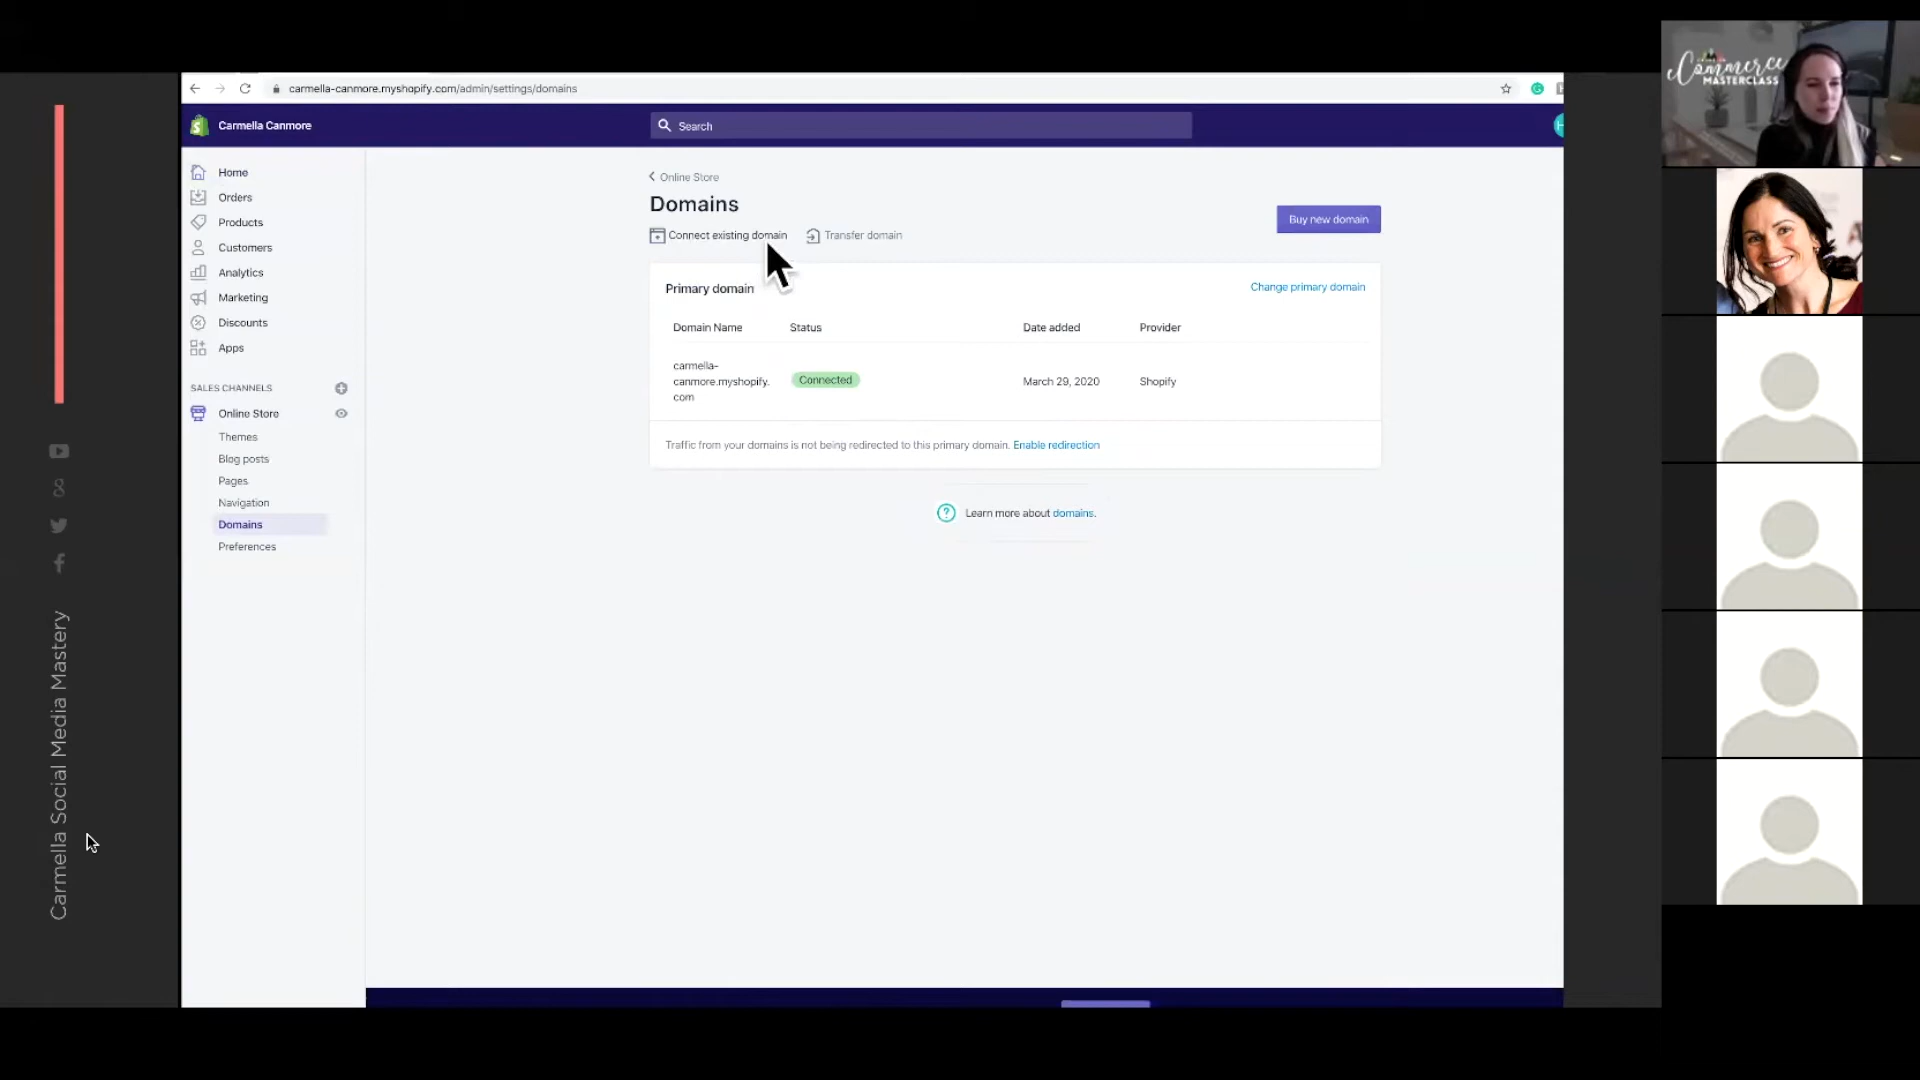 carmella-canmore.myshopify.com/admin/settings/domains
Carmella Canmore
Search
Home
Orders
Products
Customers
Analytics
Marketing
Discounts
Apps
SALES CHANNELS
Online Store
Themes
Blog posts
Pages
Navigation
Domains
Preferences
Online Store
Domains
Connect existing domain
Transfer domain
Buy new domain
Primary domain
Change primary domain
Domain Name
Status
Date added
Provider
carmella-
canmore.myshopify.
com
Connected
March 29, 2020
Shopify
Traffic from your domains is not being redirected to this primary domain. Enable redirection
Learn more about domains.
Carmella Social Media Mastery
eCommerce
MASTERCLASS